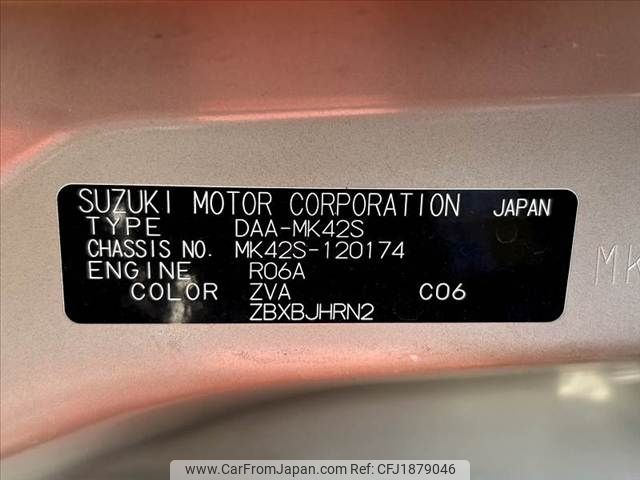 SUZUKI MOTOR CORPORATION JAPAN
TYPE DAA-MK42S
CHASSIS NO. MK42S-120174
ENGINE R06A
COLOR ZVA C06
ZBXBJHRN2
MK
www.CarFromJapan.com Ref:CFJ1879046